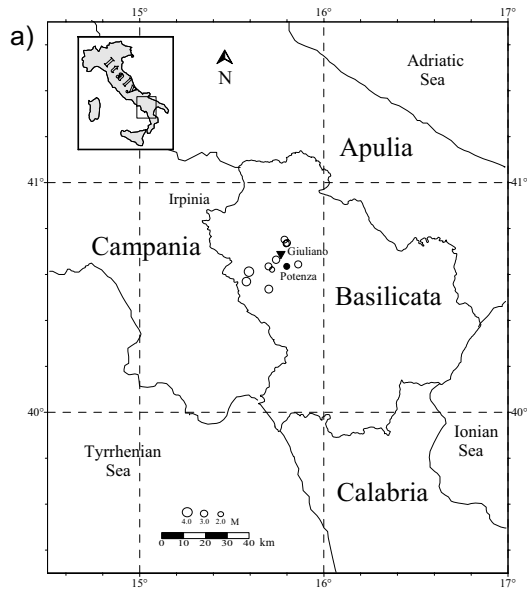 a)
15°
16°
Italy
N
Adriatic
Sea
Apulia
41°
41°
Irpinia
Campania
Giuliano
Potenza
Basilicata
40°
40°
Tyrrhenian
Sea
Ionian
Sea
Calabria
4.0 3.0 2.0 M
0 10 20 30 40 km
15°
16°
17°